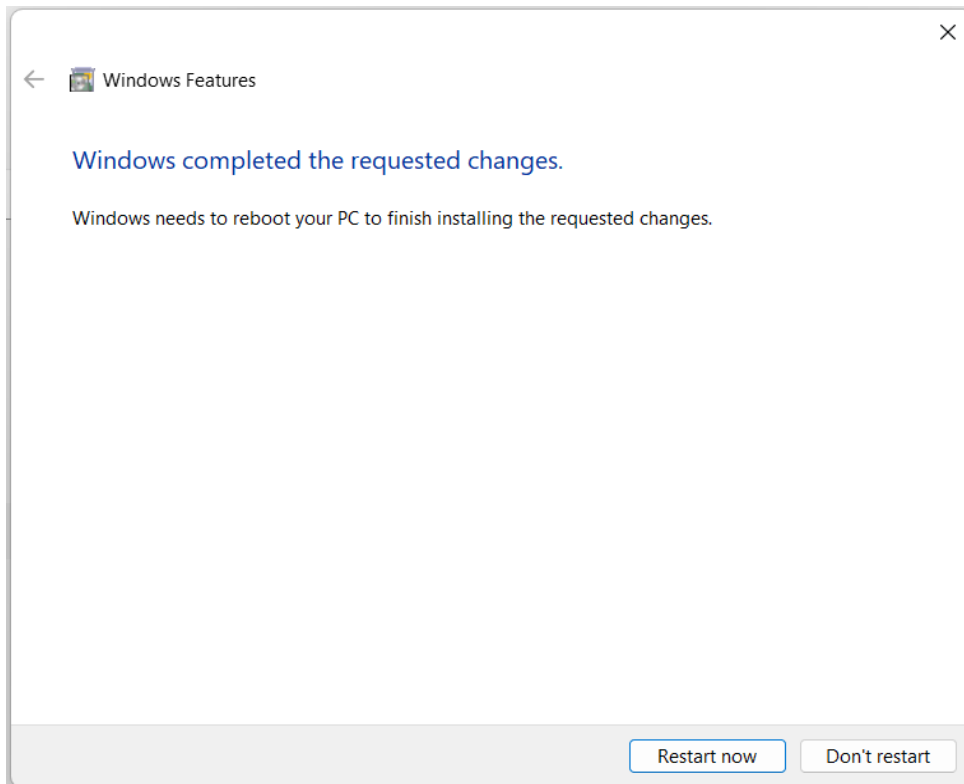 Windows Features
Windows completed the requested changes.
Windows needs to reboot your PC to finish installing the requested changes.
Restart now
Don't restart